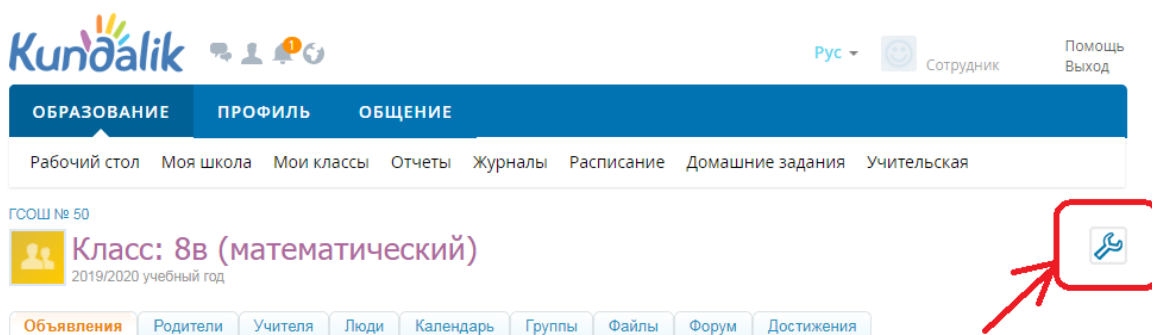 Kundalik 1 Рус Сотрудник Помощь
Выход
ОБРАЗОВАНИЕ ПРОФИЛЬ ОБЩЕНИЕ
Рабочий стол Моя школа Мои классы Отчеты Журналы Расписание Домашние задания Учительская
ГСОШ № 50
Класс: 8в (математический)
2019/2020 учебный год
Объявления Родители Учителя Люди Календарь Группы Файлы Форум Достижения